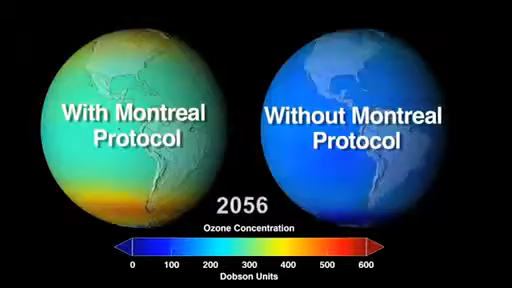 With Montreal
Protocol
Without Montreal
Protocol
2056
Ozone Concentration
0 100 200 300 400 500 600
Dobson Units